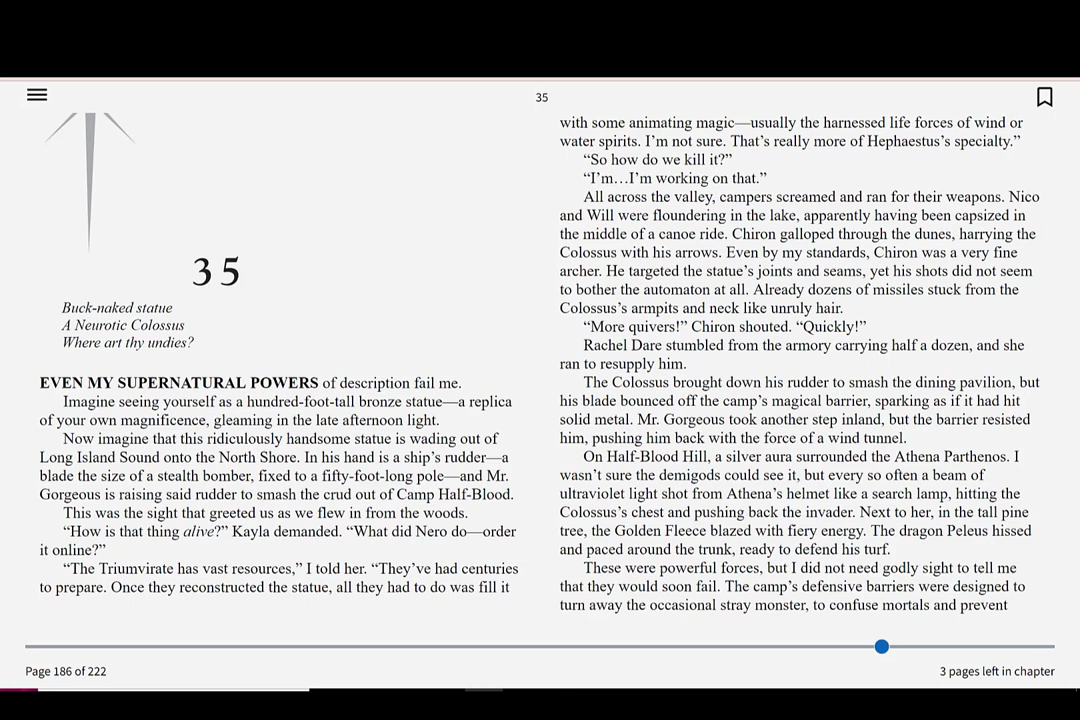 35
35
Buck-naked statue
A Neurotic Colossus
Where art thy undies?
EVEN MY SUPERNATURAL POWERS of description fail me.
Imagine seeing yourself as a hundred-foot-tall bronze statue—a replica
of your own magnificence, gleaming in the late afternoon light.
Now imagine that this ridiculously handsome statue is wading out of
Long Island Sound onto the North Shore. In his hand is a ship’s rudder—a
blade the size of a stealth bomber, fixed to a fifty-foot-long pole—and Mr.
Gorgeous is raising said rudder to smash the crud out of Camp Half-Blood.
This was the sight that greeted us as we flew in from the woods.
“How is that thing alive?” Kayla demanded. “What did Nero do—order
it online?”
“The Triumvirate has vast resources,” I told her. “They’ve had centuries
to prepare. Once they reconstructed the statue, all they had to do was fill it
with some animating magic—usually the harnessed life forces of wind or
water spirits. I’m not sure. That’s really more of Hephaestus’s specialty.”
“So how do we kill it?”
“I’m…I’m working on that.”
All across the valley, campers screamed and ran for their weapons. Nico
and Will were floundering in the lake, apparently having been capsized in
the middle of a canoe ride. Chiron galloped through the dunes, harrying the
Colossus with his arrows. Even by my standards, Chiron was a very fine
archer. He targeted the statue’s joints and seams, yet his shots did not seem
to bother the automaton at all. Already dozens of missiles stuck from the
Colossus’s armpits and neck like unruly hair.
“More quivers!” Chiron shouted. “Quickly!”
Rachel Dare stumbled from the armory carrying half a dozen, and she
ran to resupply him.
The Colossus brought down his rudder to smash the dining pavilion, but
his blade bounced off the camp’s magical barrier, sparking as if it had hit
solid metal. Mr. Gorgeous took another step inland, but the barrier resisted
him, pushing him back with the force of a wind tunnel.
On Half-Blood Hill, a silver aura surrounded the Athena Parthenos. I
wasn’t sure the demigods could see it, but every so often a beam of
ultraviolet light shot from Athena’s helmet like a search lamp, hitting the
Colossus’s chest and pushing back the invader. Next to her, in the tall pine
tree, the Golden Fleece blazed with fiery energy. The dragon Peleus hissed
and paced around the trunk, ready to defend his turf.
These were powerful forces, but I did not need godly sight to tell me
that they would soon fail. The camp’s defensive barriers were designed to
turn away the occasional stray monster, to confuse mortals and prevent
Page 186 of 222
3 pages left in chapter